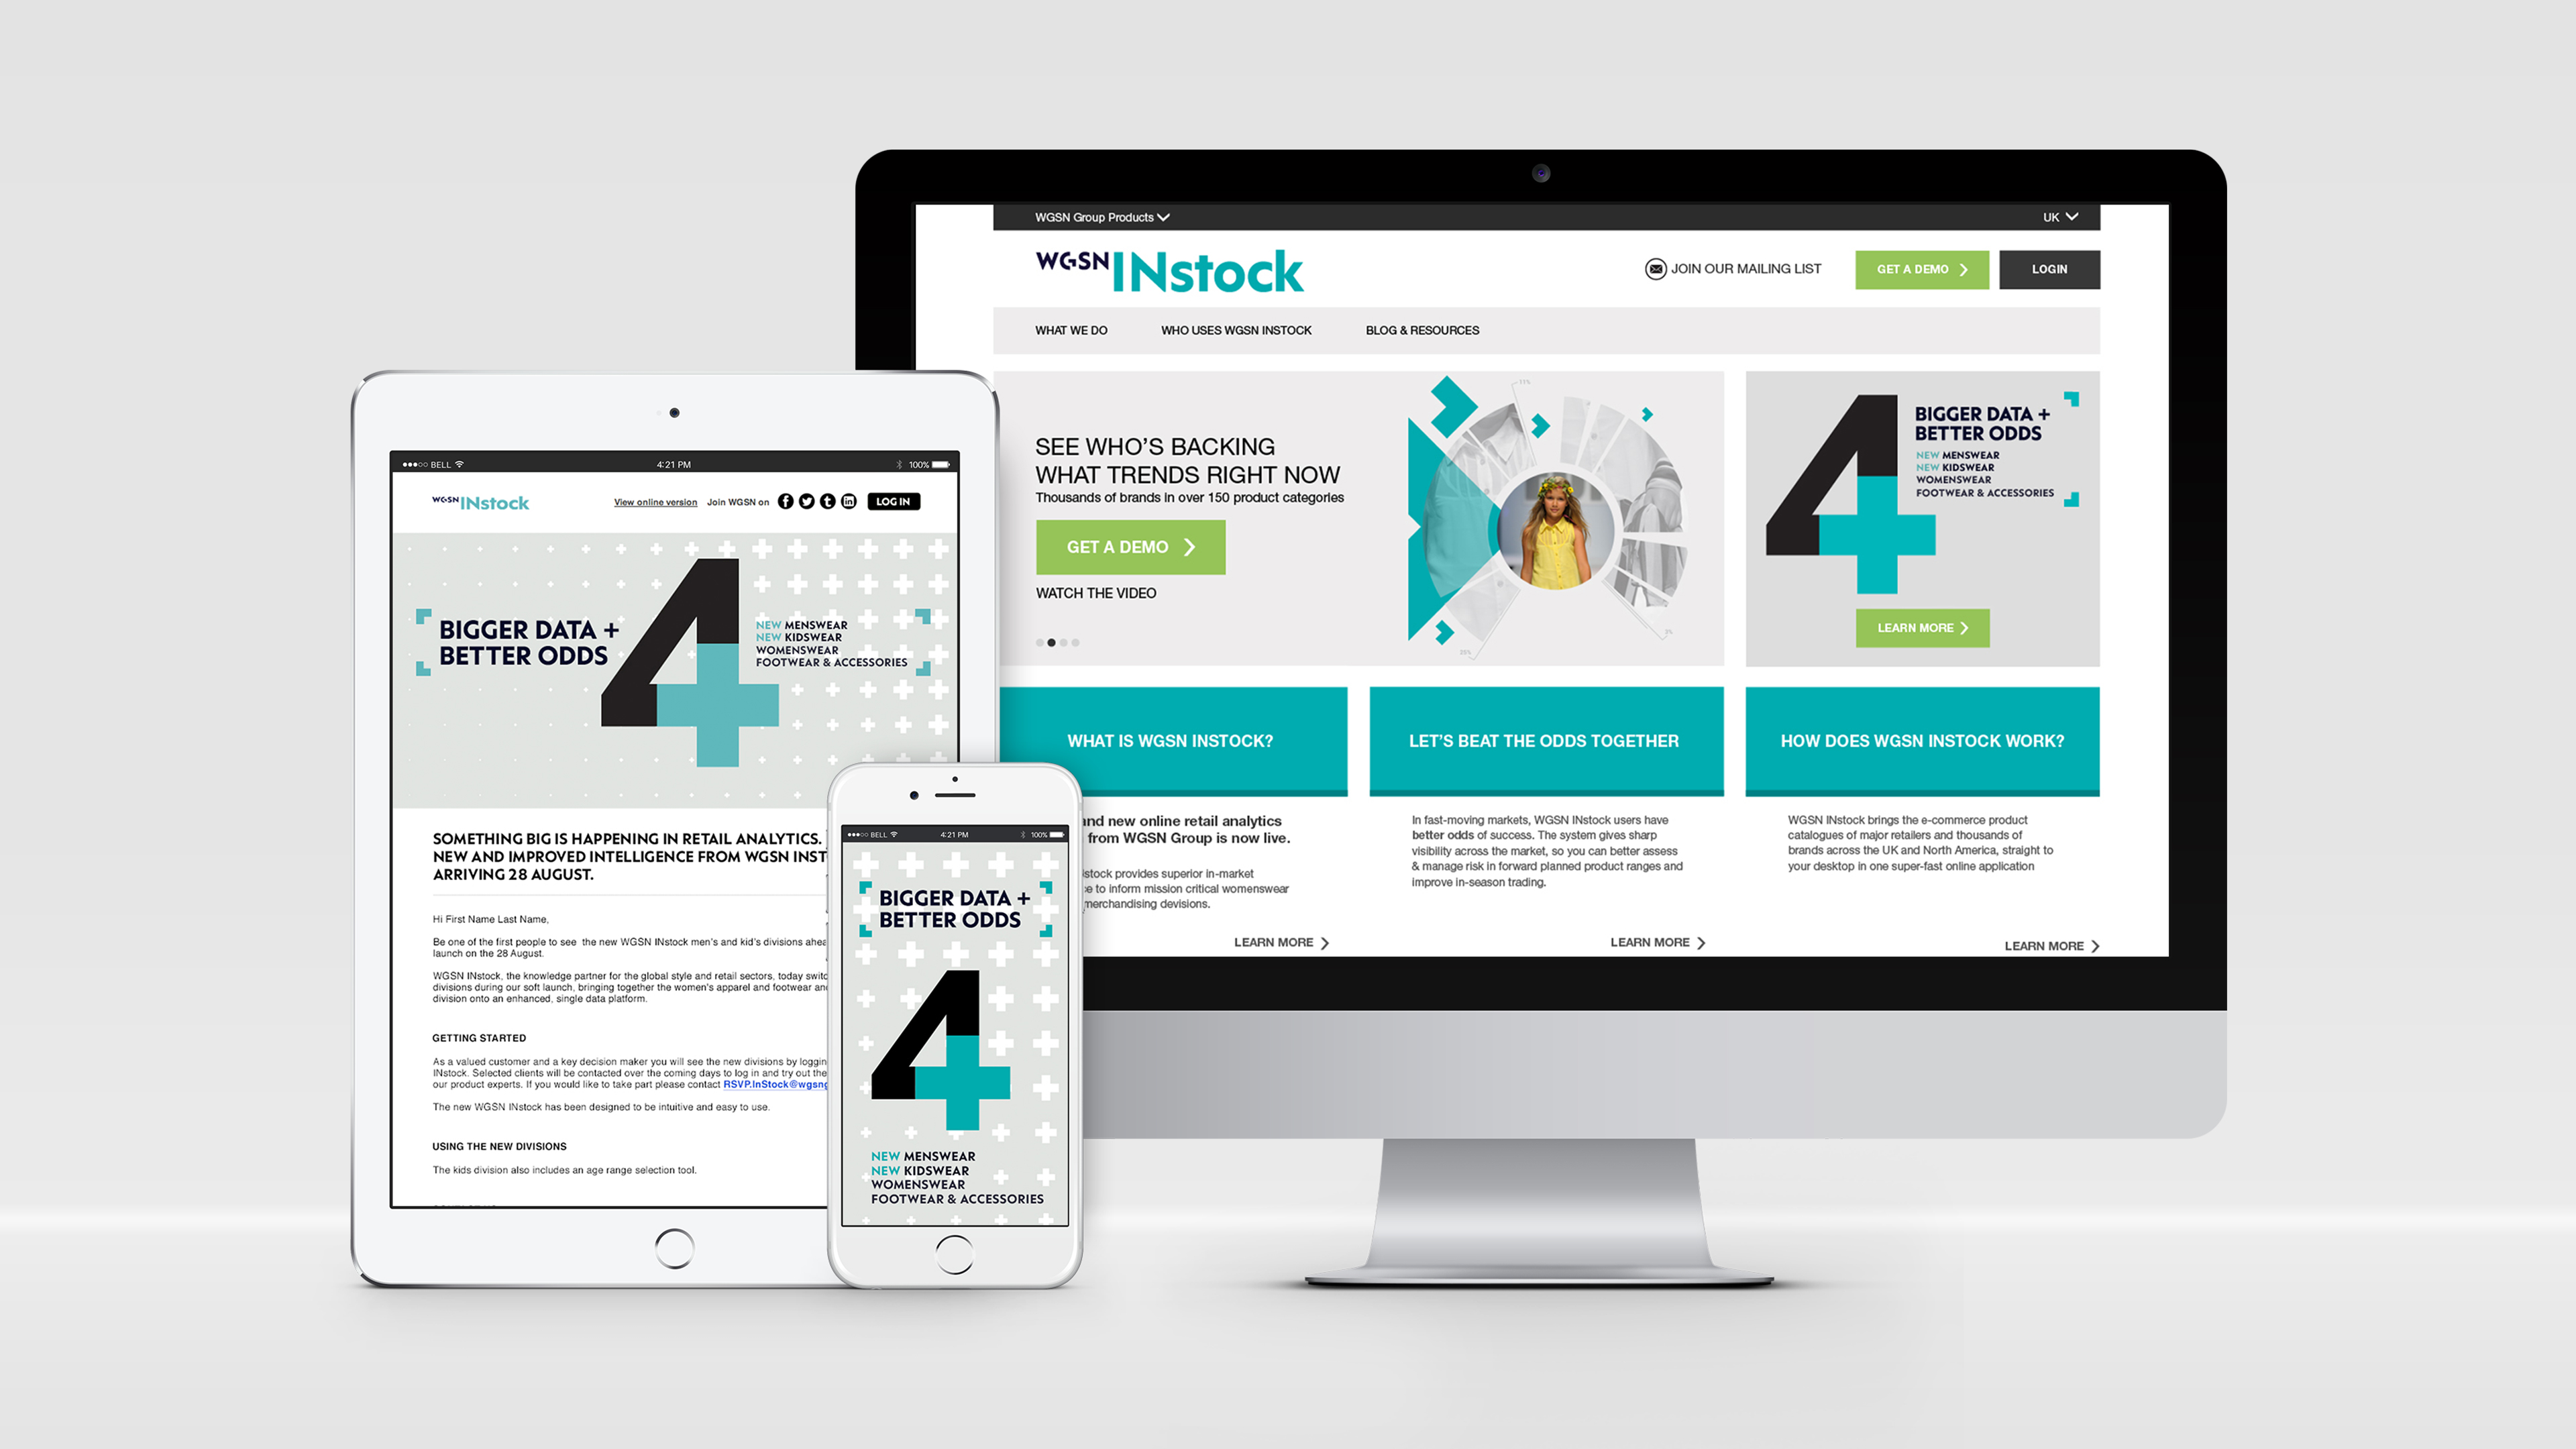 WGSN Group Products
UK
WGSN INstock
JOIN OUR MAILING LIST
GET A DEMO
LOGIN
WHAT WE DO
WHO USES WGSN INSTOCK
BLOG & RESOURCES
SEE WHO'S BACKING
WHAT TRENDS RIGHT NOW
Thousands of brands in over 150 product categories
GET A DEMO
WATCH THE VIDEO
11%
25%
4
BIGGER DATA +
BETTER ODDS
NEW MENSWEAR
NEW KIDSWEAR
WOMENSWEAR
FOOTWEAR & ACCESSORIES
LEARN MORE
WHAT IS WGSN INSTOCK?
and new online retail analytics
from WGSN Group is now live.
stock provides superior in-market
e to inform mission critical womenswear
merchandising devisions.
LEARN MORE
LET'S BEAT THE ODDS TOGETHER
In fast-moving markets, WGSN INstock users have
better odds of success. The system gives sharp
visibility across the market, so you can better assess
& manage risk in forward planned product ranges and
improve in-season trading.
LEARN MORE
HOW DOES WGSN INSTOCK WORK?
WGSN INstock brings the e-commerce product
catalogues of major retailers and thousands of
brands across the UK and North America, straight to
your desktop in one super-fast online application
LEARN MORE
BELL
4:21 PM
100%
WGSN INstock
View online version
Join WGSN on
LOG IN
BIGGER DATA +
BETTER ODDS
4
NEW MENSWEAR
NEW KIDSWEAR
WOMENSWEAR
FOOTWEAR & ACCESSORIES
SOMETHING BIG IS HAPPENING IN RETAIL ANALYTICS.
NEW AND IMPROVED INTELLIGENCE FROM WGSN INST
ARRIVING 28 AUGUST.
Hi First Name Last Name,
Be one of the first people to see the new WGSN INstock men's and kid's divisions ahea
launch on the 28 August.
WGSN INstock, the knowledge partner for the global style and retail sectors, today switc
divisions during our soft launch, bringing together the women's apparel and footwear an
division onto an enhanced, single data platform.
GETTING STARTED
As a valued customer and a key decision maker you will see the new divisions by loggin
INstock. Selected clients will be contacted over the coming days to log in and try out the
our product experts. If you would like to take part please contact RSVP.InStock@wgsng
The new WGSN INstock has been designed to be intuitive and easy to use.
USING THE NEW DIVISIONS
The kids division also includes an age range selection tool.
BELL
4:21 PM
100%
BIGGER DATA +
BETTER ODDS
4
NEW MENSWEAR
NEW KIDSWEAR
WOMENSWEAR
FOOTWEAR & ACCESSORIES